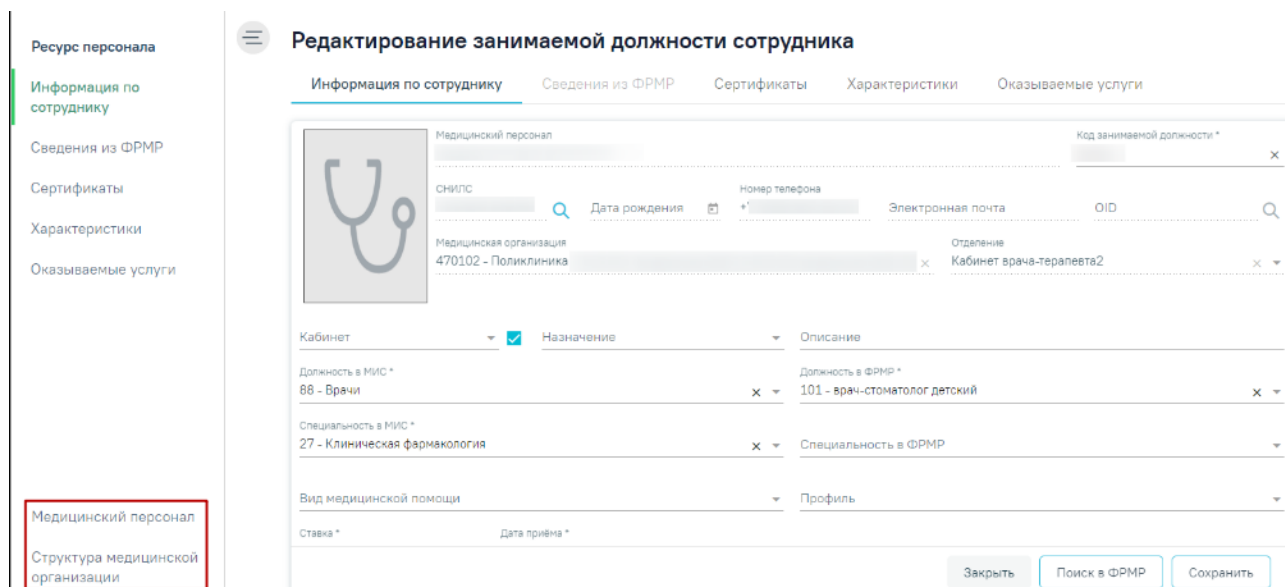 Ресурс персонала
Информация по
сотруднику
Сведения из ФРМР
Сертификаты
Характеристики
Оказываемые услуги
Медицинский персонал
Структура медицинской
организации
Редактирование занимаемой должности сотрудника
Информация по сотруднику Сведения из ФРМР Сертификаты Характеристики Оказываемые услуги
Медицинский персонал Код занимаемой должности *
СНИЛС Дата рождения Номер телефона + Электронная почта OID
Медицинская организация Отделение
470102 - Поликлиника Кабинет врача-терапевта2
Кабинет Назначение Описание
Должность в МИС * Должность в ФРМР *
88 - Врачи 101 - врач-стоматолог детский
Специальность в МИС *
27 - Клиническая фармакология Специальность в ФРМР
Вид медицинской помощи Профиль
Ставка * Дата приёма *
Закрыть Поиск в ФРМР Сохранить